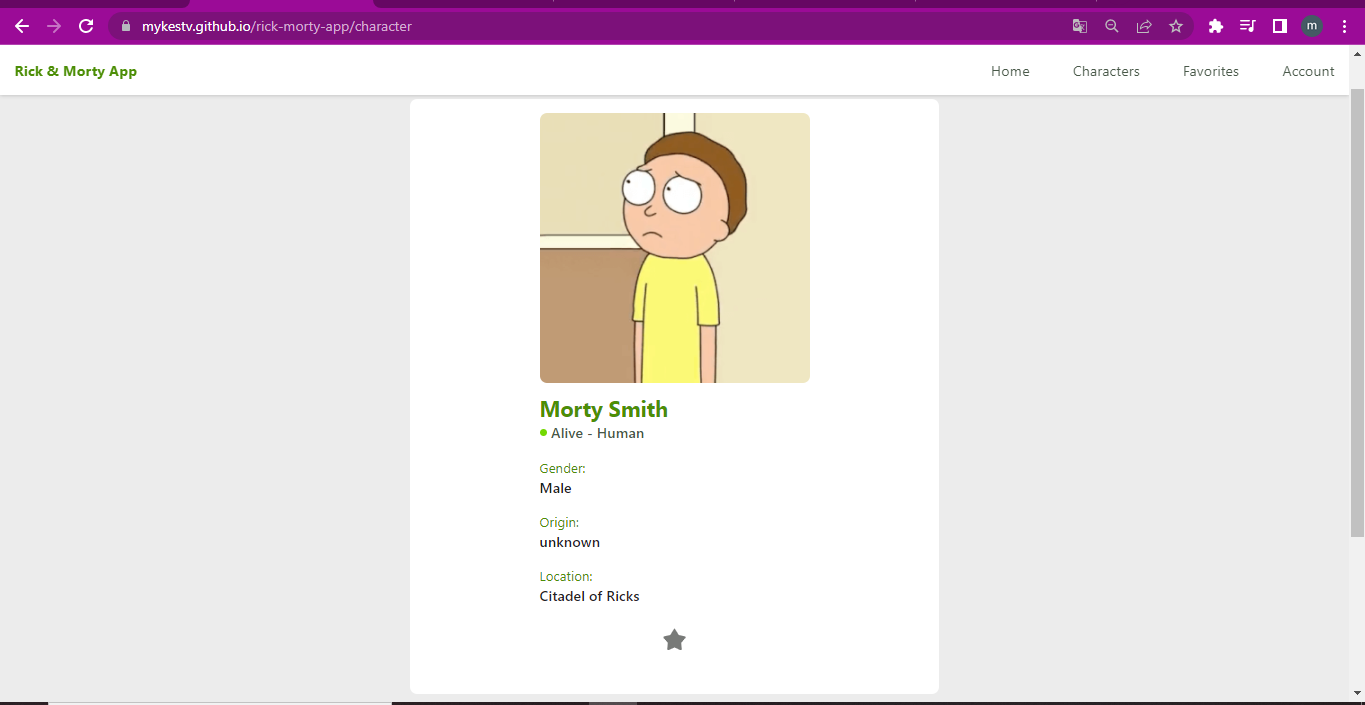 mykestv.github.io/rick-morty-app/character
m
Rick & Morty App
Home
Characters
Favorites
Account
Morty Smith
Alive - Human
Gender:
Male
Origin:
unknown
Location:
Citadel of Ricks